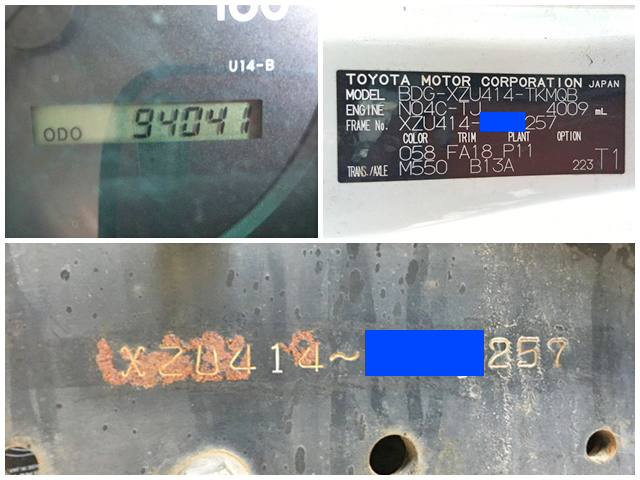 U14-B
ODO 94041
TOYOTA MOTOR CORPORATION JAPAN
MODEL BDG-XZU414-TKMQB
ENGINE N04C-TJ 4009 mL
FRAME No. XZU414- 257
COLOR TRIM PLANT OPTION
058 FA18 P11
TRANS./AXLE M550 B13A 223 T1
XZU414~ 257